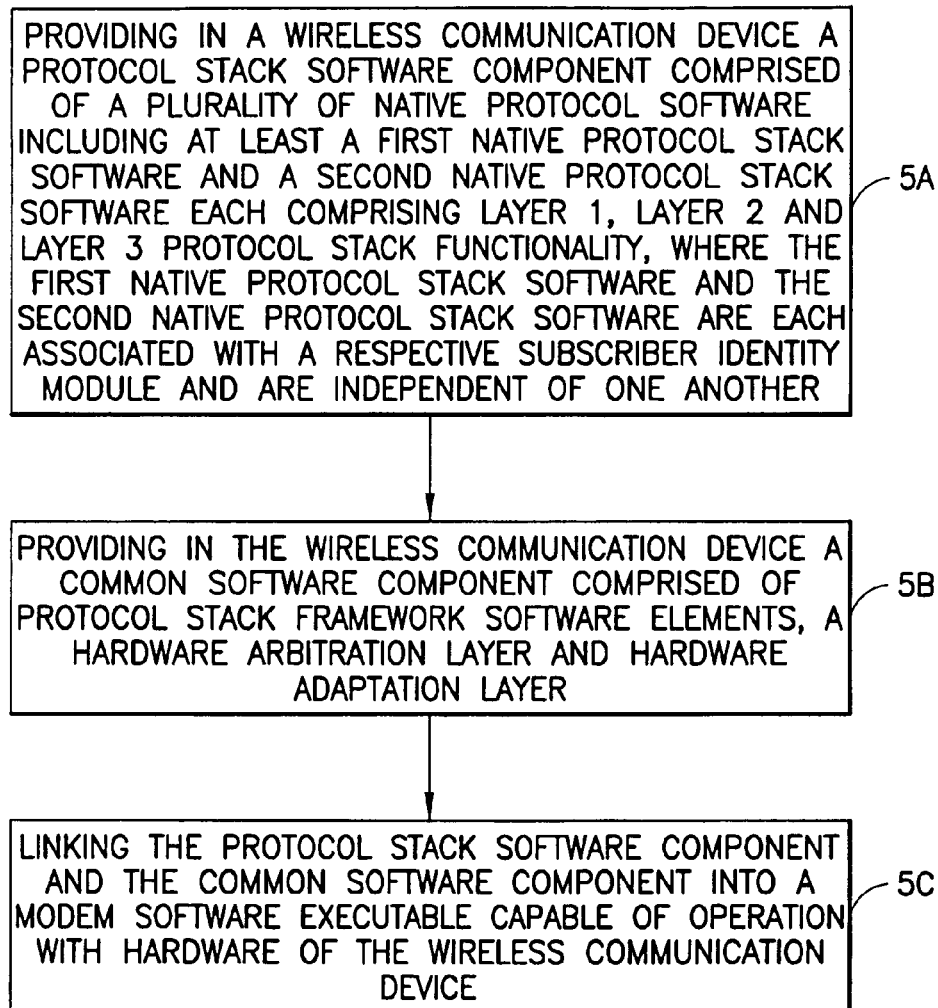 PROVIDING IN A WIRELESS COMMUNICATION DEVICE A
PROTOCOL STACK SOFTWARE COMPONENT COMPRISED
OF A PLURALITY OF NATIVE PROTOCOL SOFTWARE
INCLUDING AT LEAST A FIRST NATIVE PROTOCOL STACK
SOFTWARE AND A SECOND NATIVE PROTOCOL STACK
SOFTWARE EACH COMPRISING LAYER 1, LAYER 2 AND
LAYER 3 PROTOCOL STACK FUNCTIONALITY, WHERE THE
FIRST NATIVE PROTOCOL STACK SOFTWARE AND THE
SECOND NATIVE PROTOCOL STACK SOFTWARE ARE EACH
ASSOCIATED WITH A RESPECTIVE SUBSCRIBER IDENTITY
MODULE AND ARE INDEPENDENT OF ONE ANOTHER
5A
PROVIDING IN THE WIRELESS COMMUNICATION DEVICE A
COMMON SOFTWARE COMPONENT COMPRISED OF
PROTOCOL STACK FRAMEWORK SOFTWARE ELEMENTS, A
HARDWARE ARBITRATION LAYER AND HARDWARE
ADAPTATION LAYER
5B
LINKING THE PROTOCOL STACK SOFTWARE COMPONENT
AND THE COMMON SOFTWARE COMPONENT INTO A
MODEM SOFTWARE EXECUTABLE CAPABLE OF OPERATION
WITH HARDWARE OF THE WIRELESS COMMUNICATION
DEVICE
5C